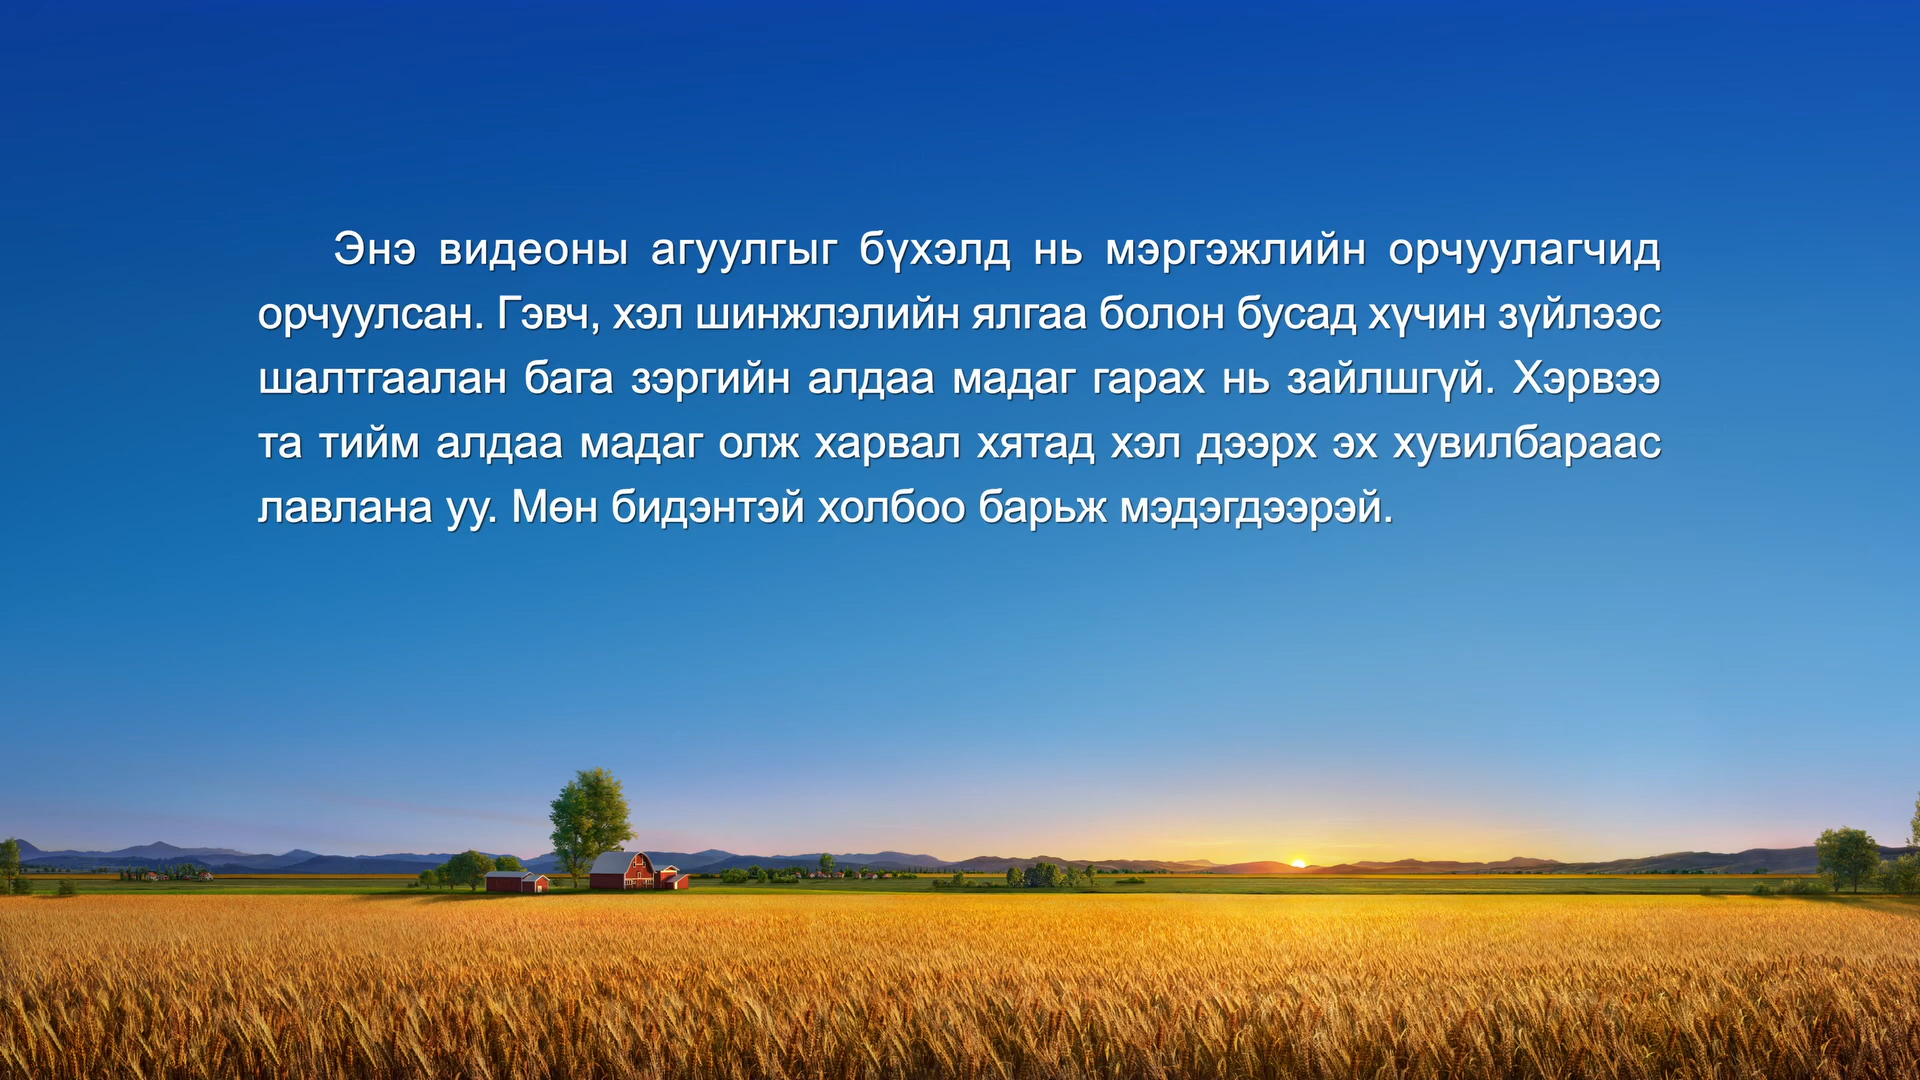 Энэ видеоны агуулгыг бүхэлд нь мэргэжлийн орчуулагчид
орчуулсан. Гэвч, хэл шинжлэлийн ялгаа болон бусад хүчин зүйлээс
шалтгаалан бага зэргийн алдаа мадаг гарах нь зайлшгүй. Хэрвээ
та тийм алдаа мадаг олж харвал хятад хэл дээрх эх хувилбараас
лавлана уу. Мөн бидэнтэй холбоо барьж мэдэгдээрэй.